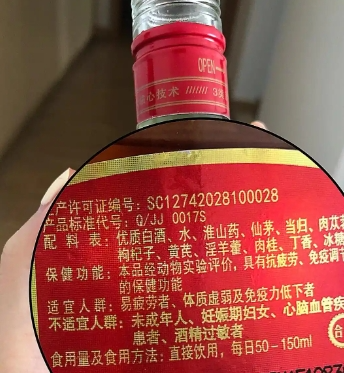 OPEN
心技术 ////// 3
生产许可证编号: SC12742028100028
产品标准代号: Q/JJ 0017S
配 料 表: 优质白酒、水、淮山药、仙茅、当归、肉苁
枸杞子、黄芪、淫羊藿、肉桂、丁香、冰糖
保健功能: 本品经动物实验评价,具有抗疲劳、免疫调
的保健功能
适宜人群: 易疲劳者、体质虚弱及免疫力低下者
不适宜人群: 未成年人、妊娠期妇女、心脑血管疾
患者、酒精过敏者
食用量及食用方法: 直接饮用,每日50-150ml
合